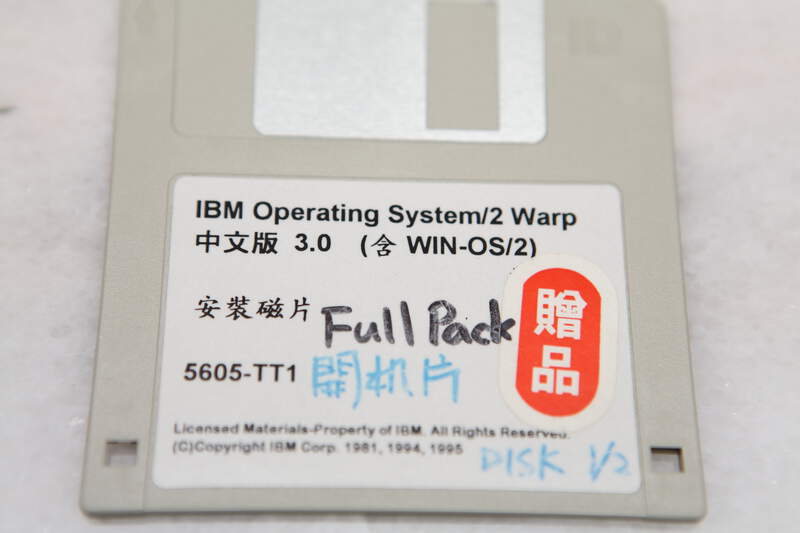 IBM Operating System/2 Warp
中文版 3.0 (含 WIN-OS/2)
安裝磁片 Full Pack
贈品
5605-TT1 開机片
Licensed Materials-Property of IBM. All Rights Reserved.
(C)Copyright IBM Corp. 1981, 1994, 1995
DISK 1/2